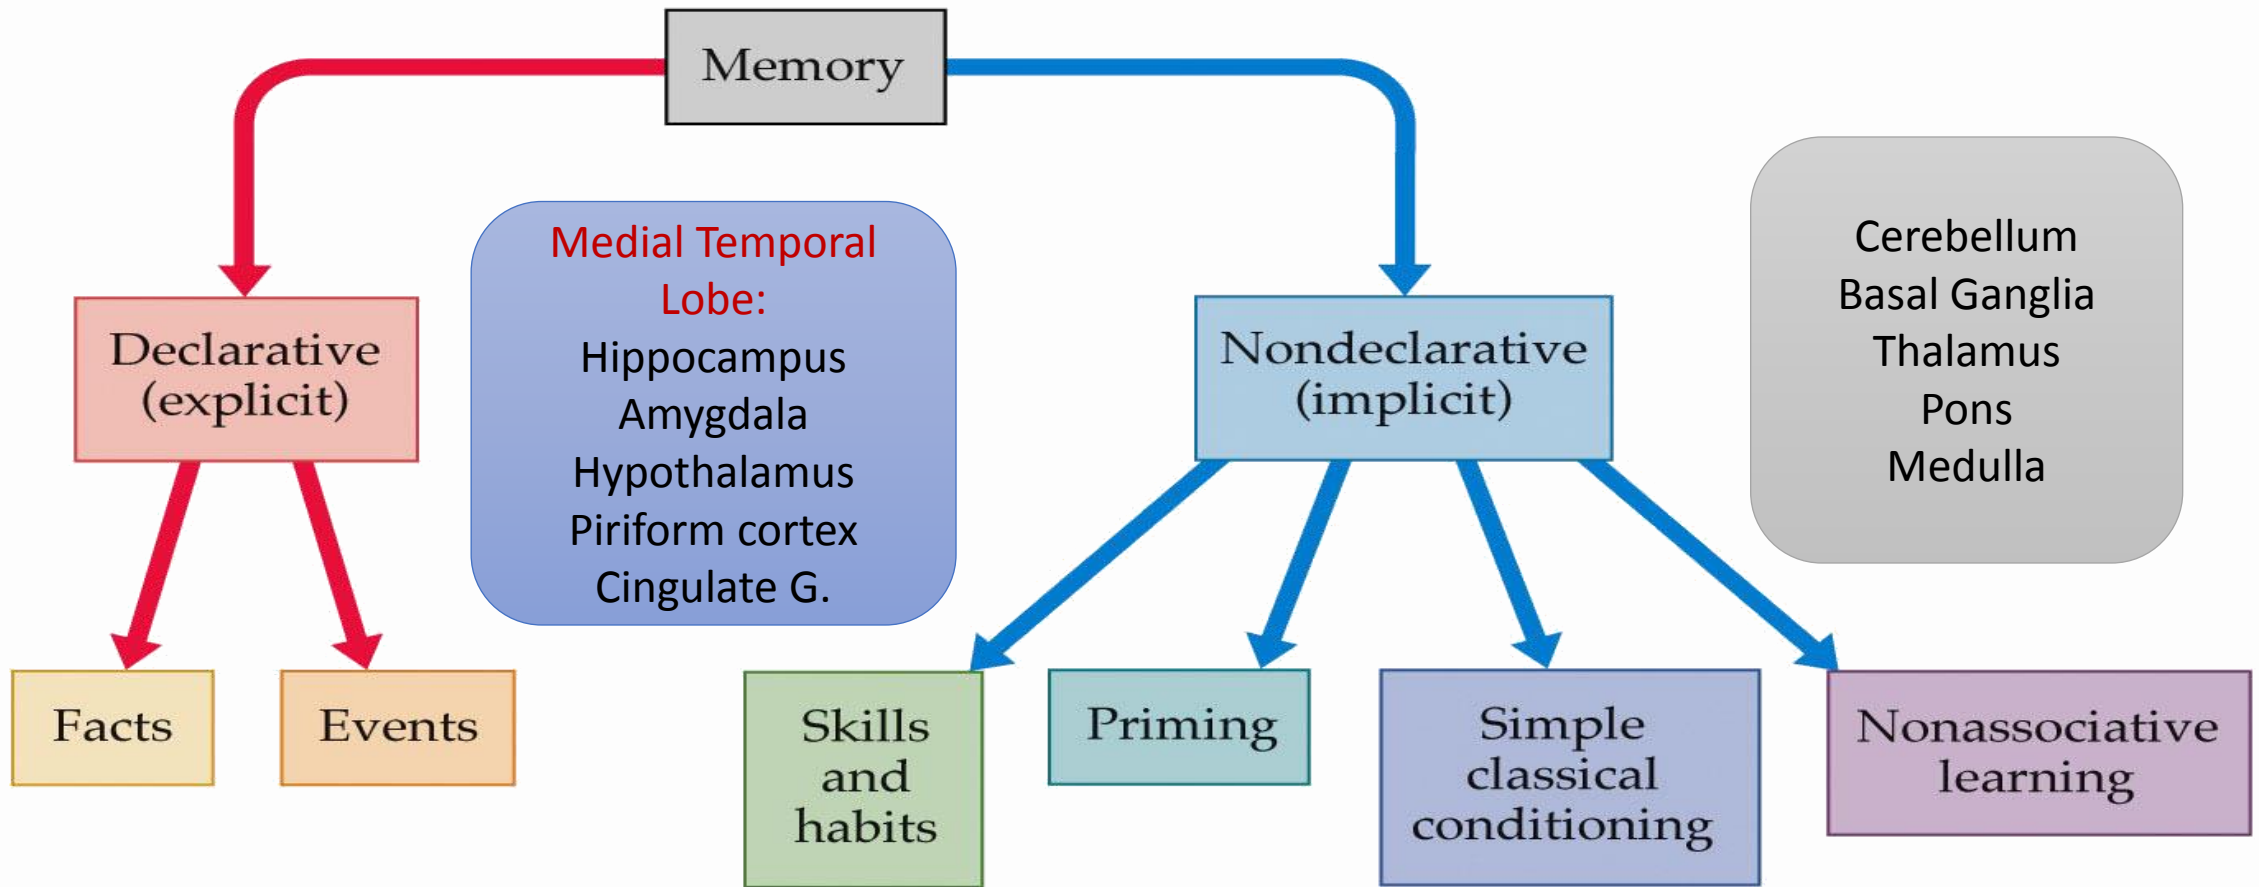 Memory
Medial Temporal
Lobe:
Hippocampus
Amygdala
Hypothalamus
Piriform cortex
Cingulate G.
Cerebellum
Basal Ganglia
Thalamus
Pons
Medulla
Declarative
(explicit)
Nondeclarative
(implicit)
Facts
Events
Skills
and
habits
Priming
Simple
classical
conditioning
Nonassociative
learning